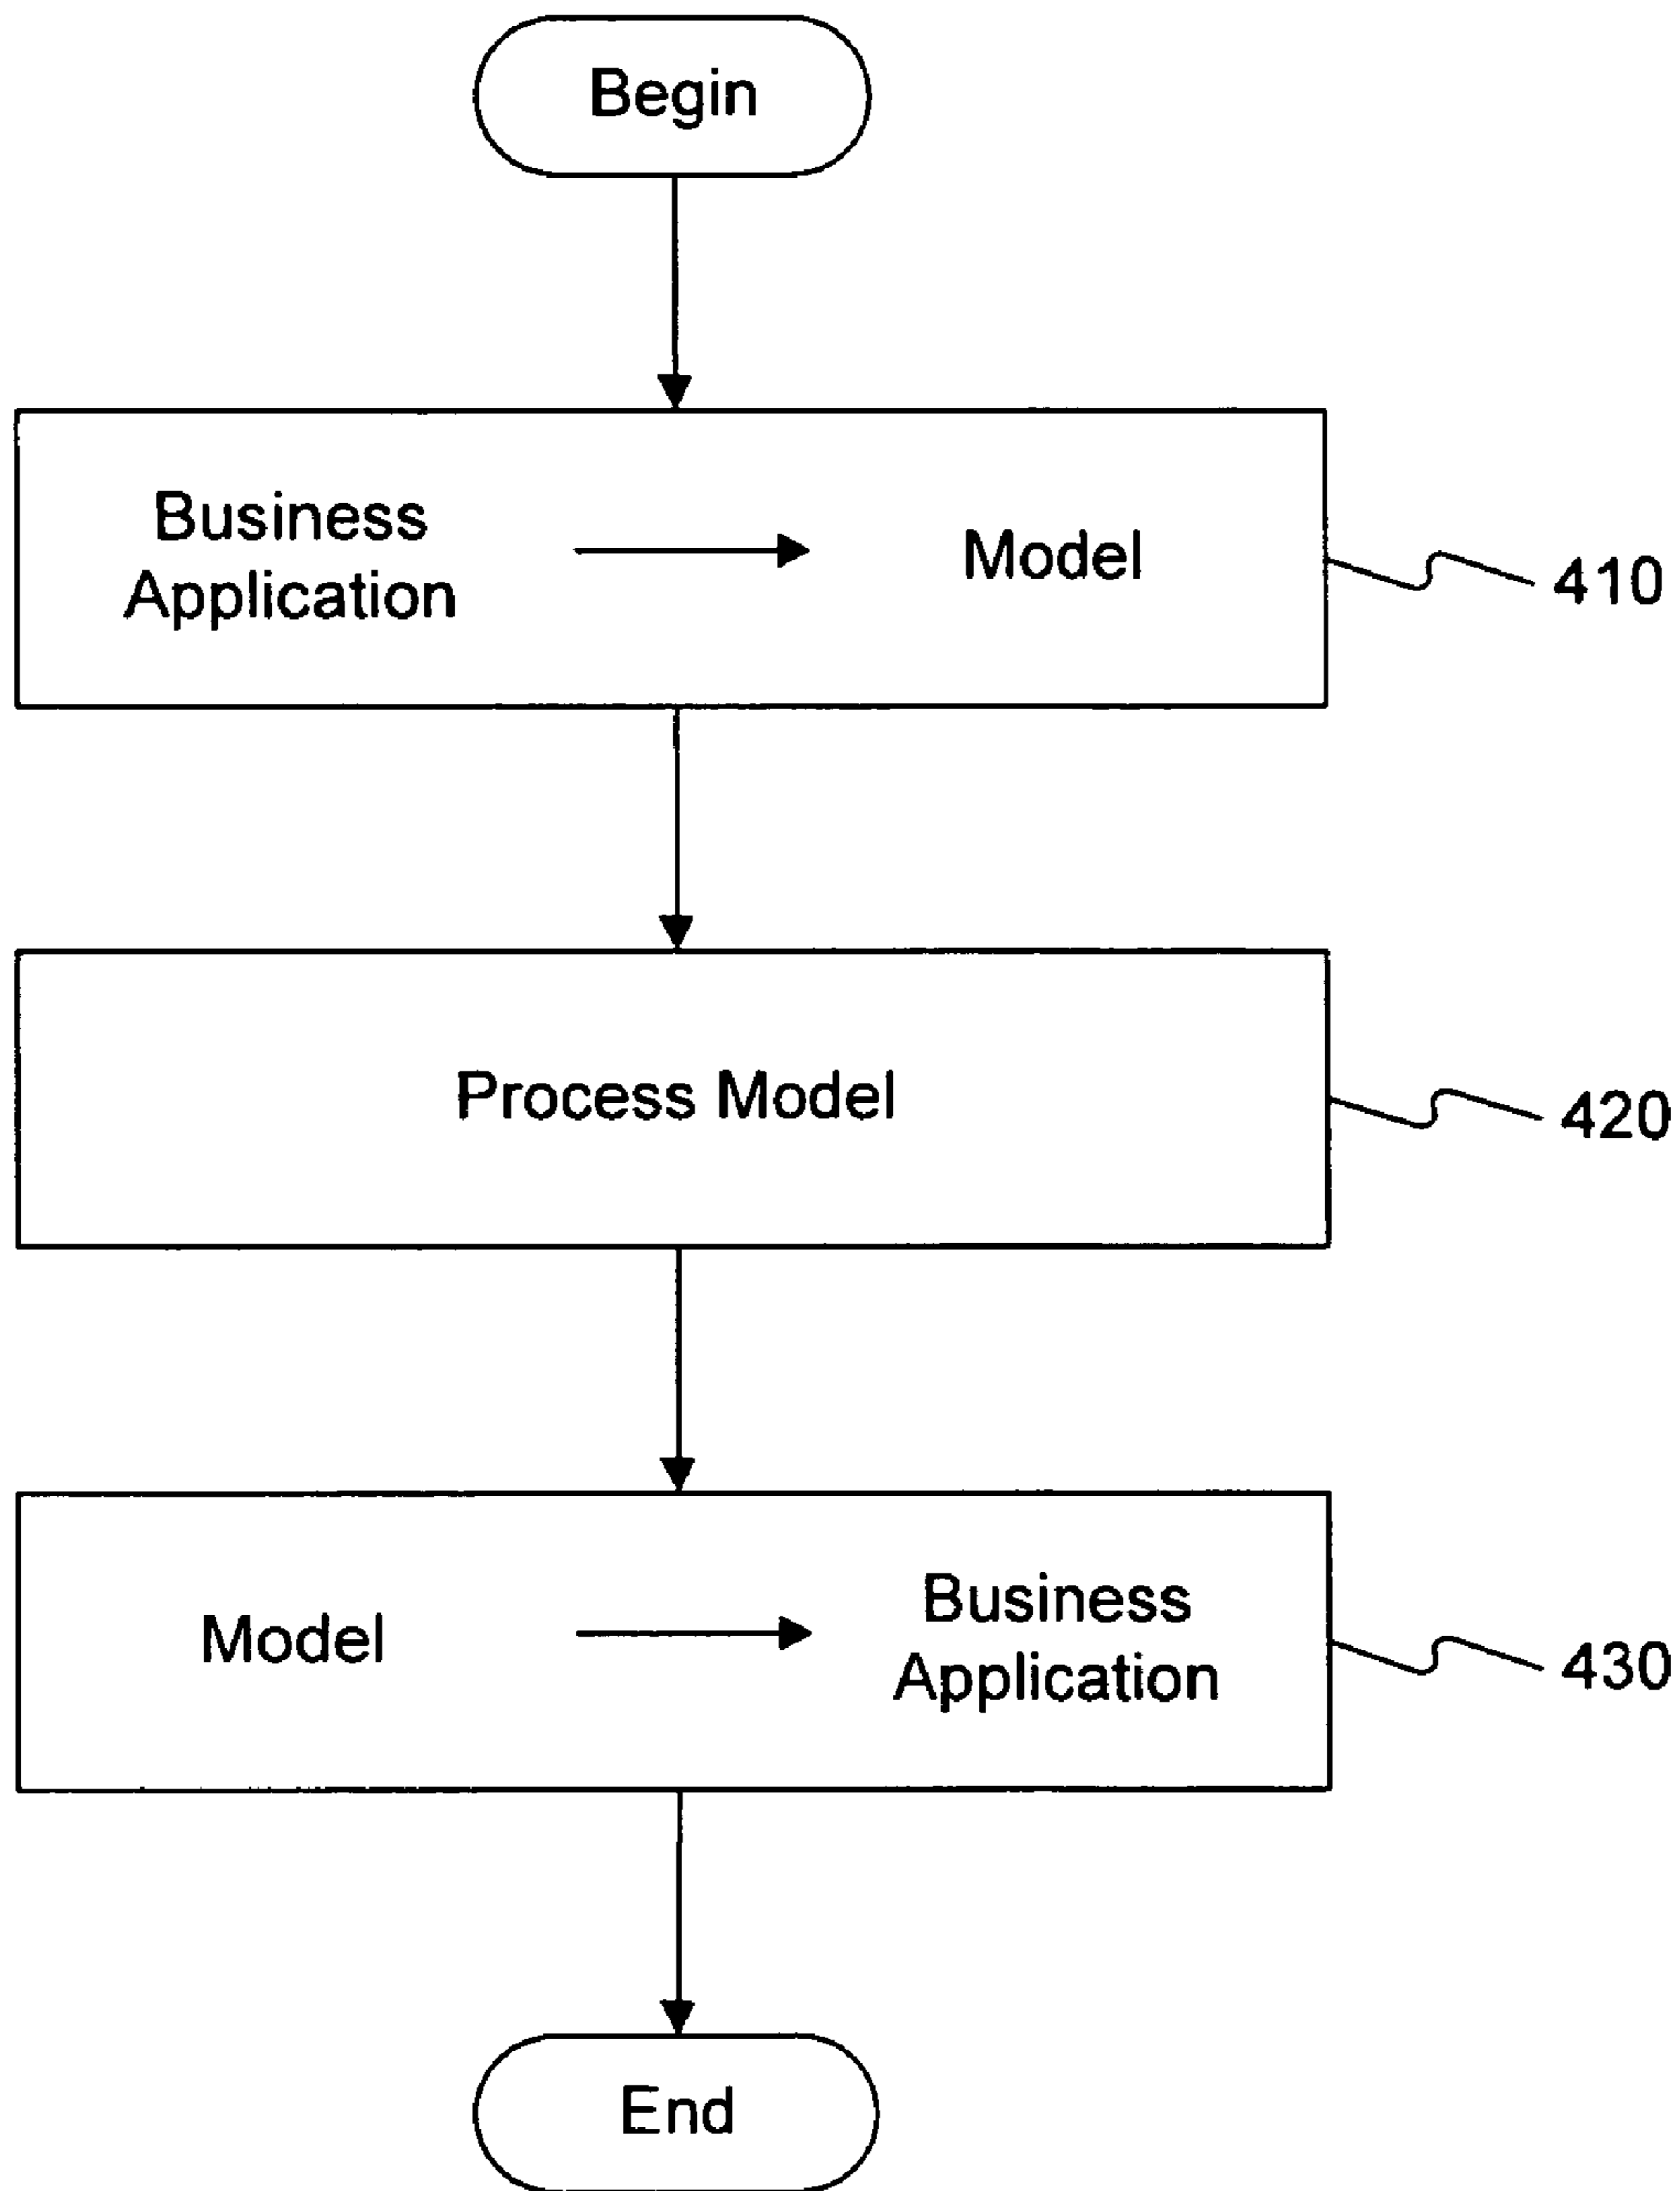 Begin
Business
Application
Model
410
Process Model
420
Model
Business
Application
430
End